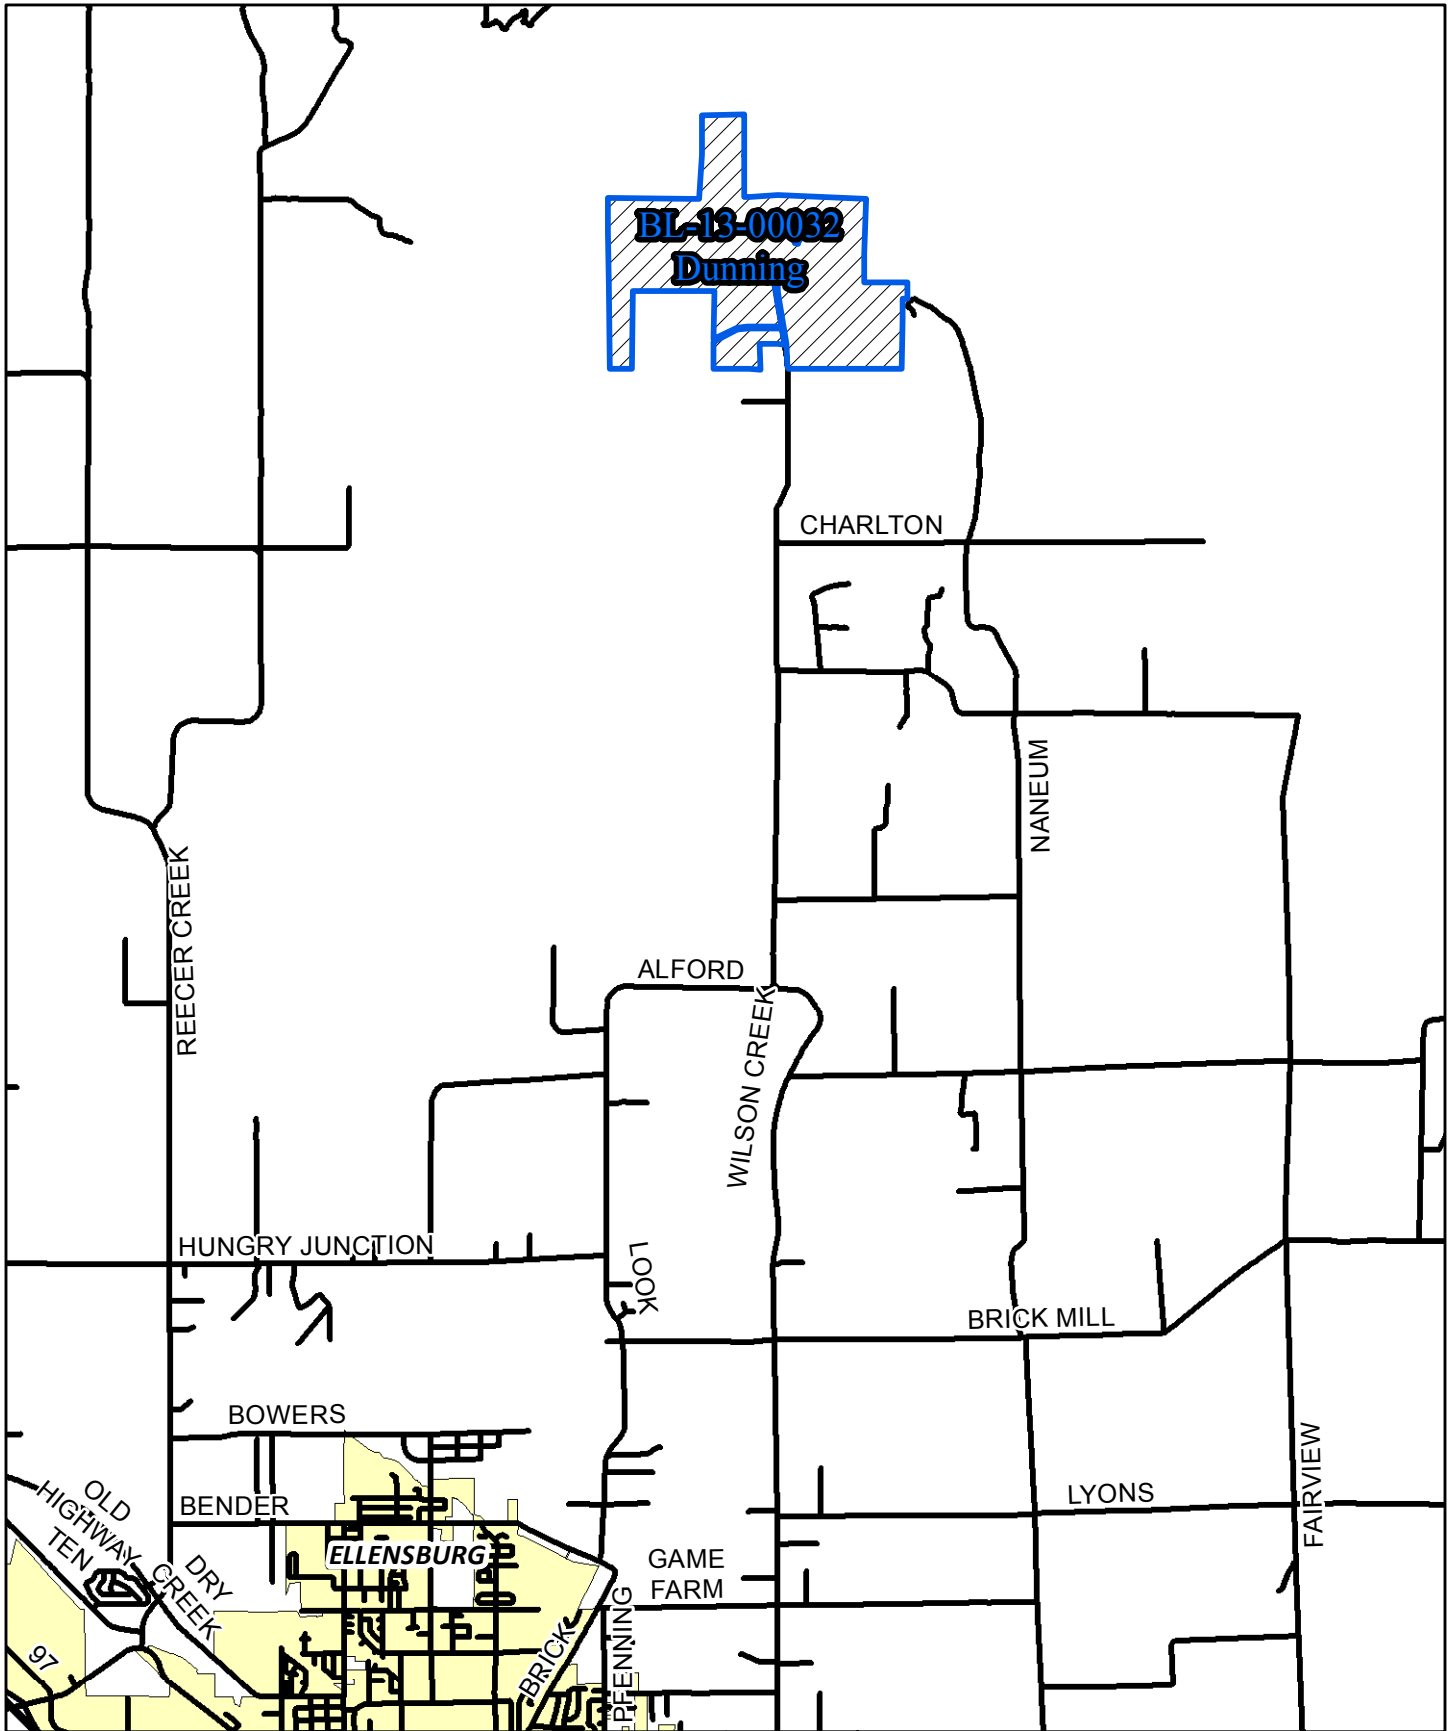 BL-13-00032
Dunning
CHARLTON
NANEUM
REECER CREEK
ALFORD
WILSON CREEK
HUNGRY JUNCTION
LOOK
BRICK MILL
BOWERS
FAIRVIEW
OLD
HIGHWAY
TEN
BENDER
LYONS
ELLENSBURG
DRY
CREEK
GAME
FARM
97
BRICK
PFENNING